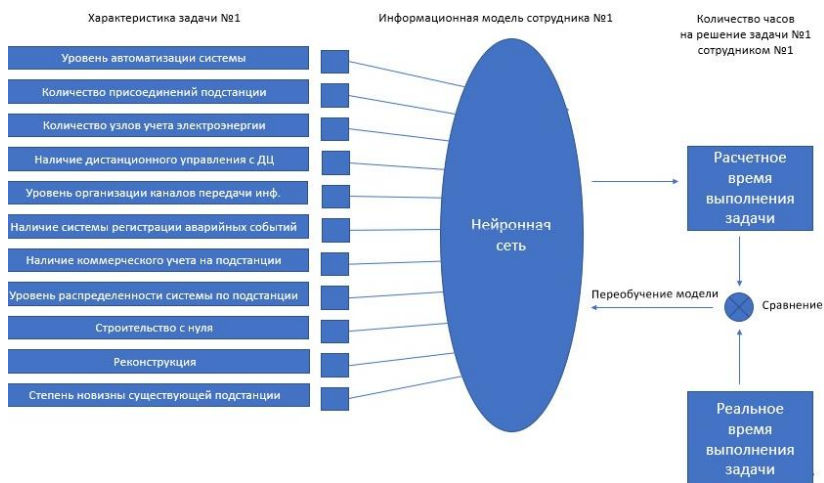 Характеристика задачи №1
Информационная модель сотрудника №1
Количество часов
на решение задачи №1
сотрудником №1
Уровень автоматизации системы
Количество присоединений подстанции
Количество узлов учета электроэнергии
Наличие дистанционного управления с ДЦ
Уровень организации каналов передачи инф.
Наличие системы регистрации аварийных событий
Наличие коммерческого учета на подстанции
Уровень распределенности системы по подстанции
Строительство с нуля
Реконструкция
Степень новизны существующей подстанции
Нейронная
сеть
Расчетное
время
выполнения
задачи
Переобучение модели
Сравнение
Реальное
время
выполнения
задачи